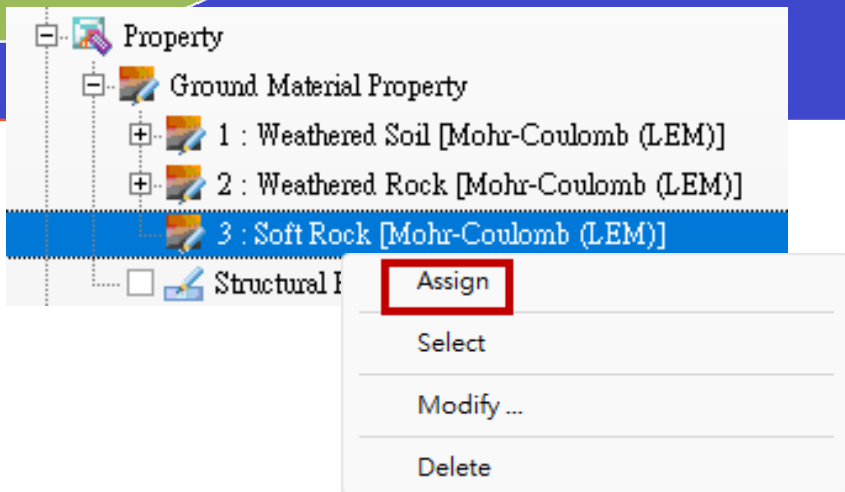 Property
Ground Material Property
1 : Weathered Soil [Mohr-Coulomb (LEM)]
2 : Weathered Rock [Mohr-Coulomb (LEM)]
3 : Soft Rock [Mohr-Coulomb (LEM)]
Structural
Assign
Select
Modify ...
Delete